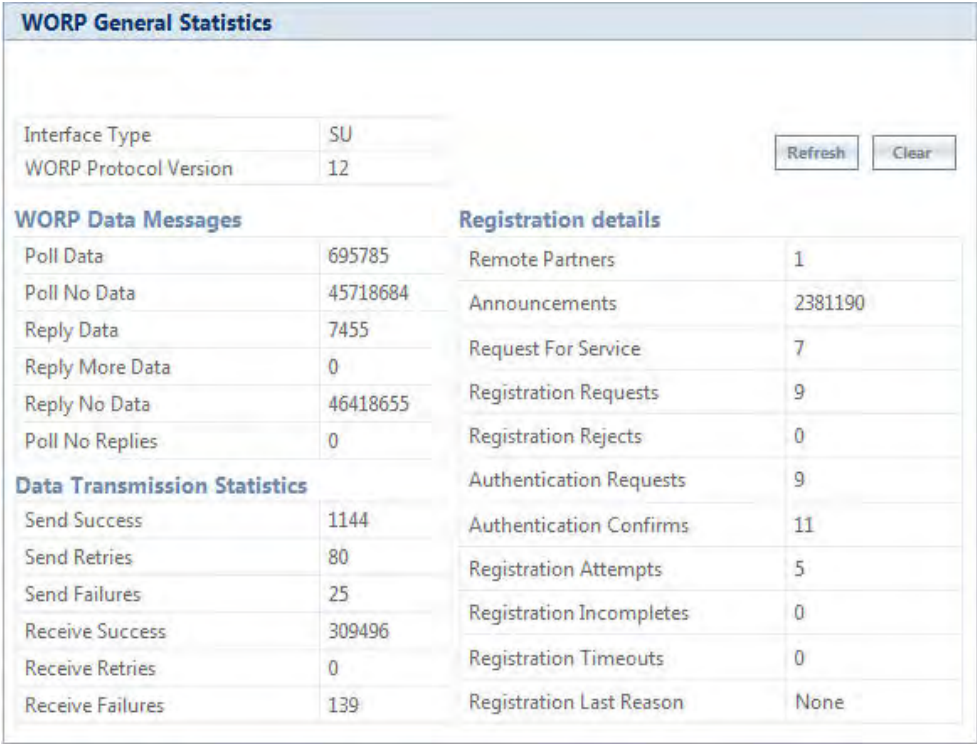 WORP General Statistics
Interface Type SU
WORP Protocol Version 12
Refresh Clear
WORP Data Messages
Poll Data 695785
Poll No Data 45718684
Reply Data 7455
Reply More Data 0
Reply No Data 46418655
Poll No Replies 0
Data Transmission Statistics
Send Success 1144
Send Retries 80
Send Failures 25
Receive Success 309496
Receive Retries 0
Receive Failures 139
Registration details
Remote Partners 1
Announcements 2381190
Request For Service 7
Registration Requests 9
Registration Rejects 0
Authentication Requests 9
Authentication Confirms 11
Registration Attempts 5
Registration Incompletes 0
Registration Timeouts 0
Registration Last Reason None